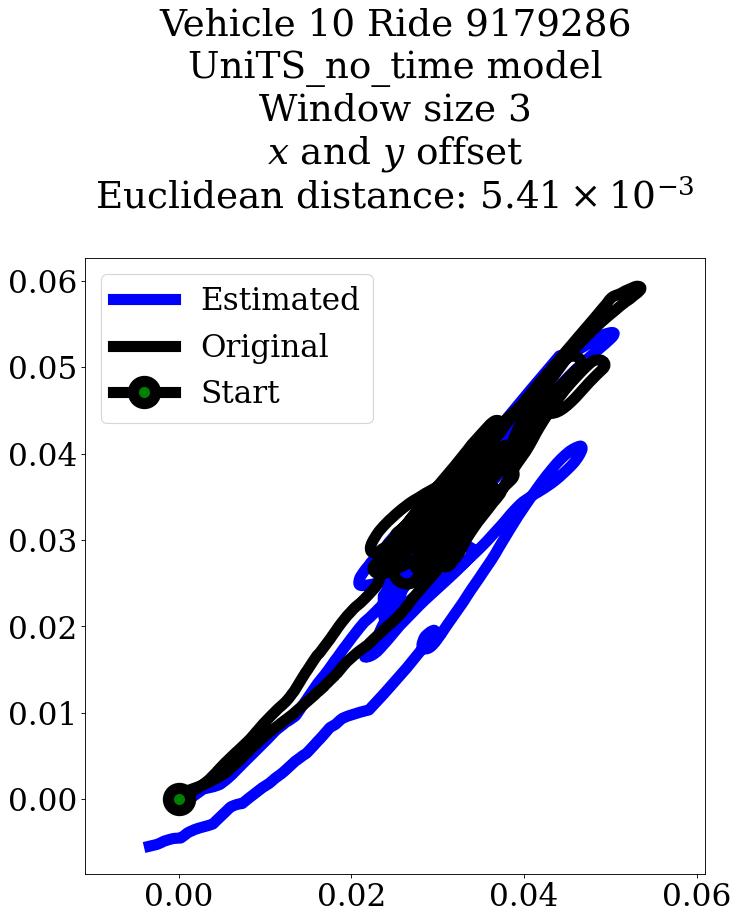 Vehicle 10 Ride 9179286
UniTS_no_time model
Window size 3
x and y offset
Euclidean distance: 5.41 × 10⁻³
Estimated
Original
Start
0.06
0.05
0.04
0.03
0.02
0.01
0.00
0.00 0.02 0.04 0.06